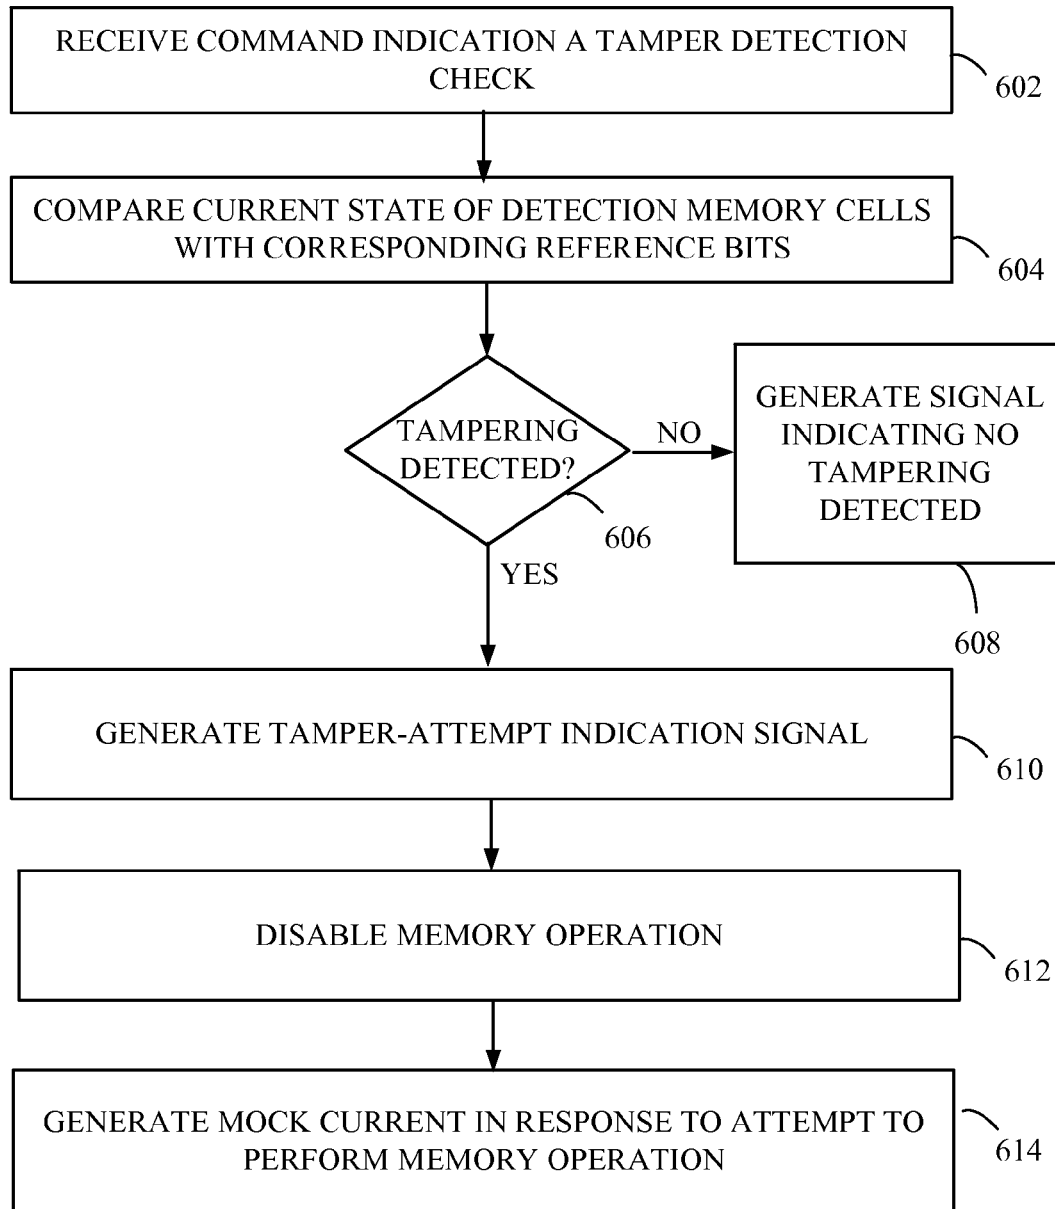 RECEIVE COMMAND INDICATION A TAMPER DETECTION
CHECK
602
COMPARE CURRENT STATE OF DETECTION MEMORY CELLS
WITH CORRESPONDING REFERENCE BITS
604
TAMPERING
DETECTED?
606
NO
GENERATE SIGNAL
INDICATING NO
TAMPERING
DETECTED
608
YES
GENERATE TAMPER-ATTEMPT INDICATION SIGNAL
610
DISABLE MEMORY OPERATION
612
GENERATE MOCK CURRENT IN RESPONSE TO ATTEMPT TO
PERFORM MEMORY OPERATION
614